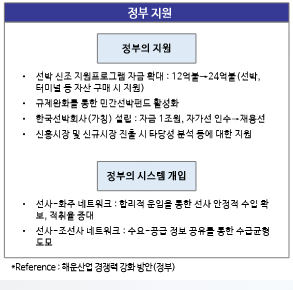 정부 지원
정부의 지원
• 선박 신조 지원프로그램 자금 확대 : 12억불→24억불(선박,
터미널 등 자산 구매 시 지원)
• 규제완화를 통한 민간선박펀드 활성화
• 한국선박회사(가칭) 설립 : 자금 1조원, 자가선 인수→재용선
• 신흥시장 및 신규시장 진출 시 타당성 분석 등에 대한 지원
정부의 시스템 개입
• 선사-화주 네트워크 : 합리적 운임을 통한 선사 안정적 수입 확
보, 적취율 증대
• 선사-조선사 네트워크 : 수요-공급 정보 공유를 통한 수급균형
도모
*Reference : 해운산업 경쟁력 강화 방안(정부)